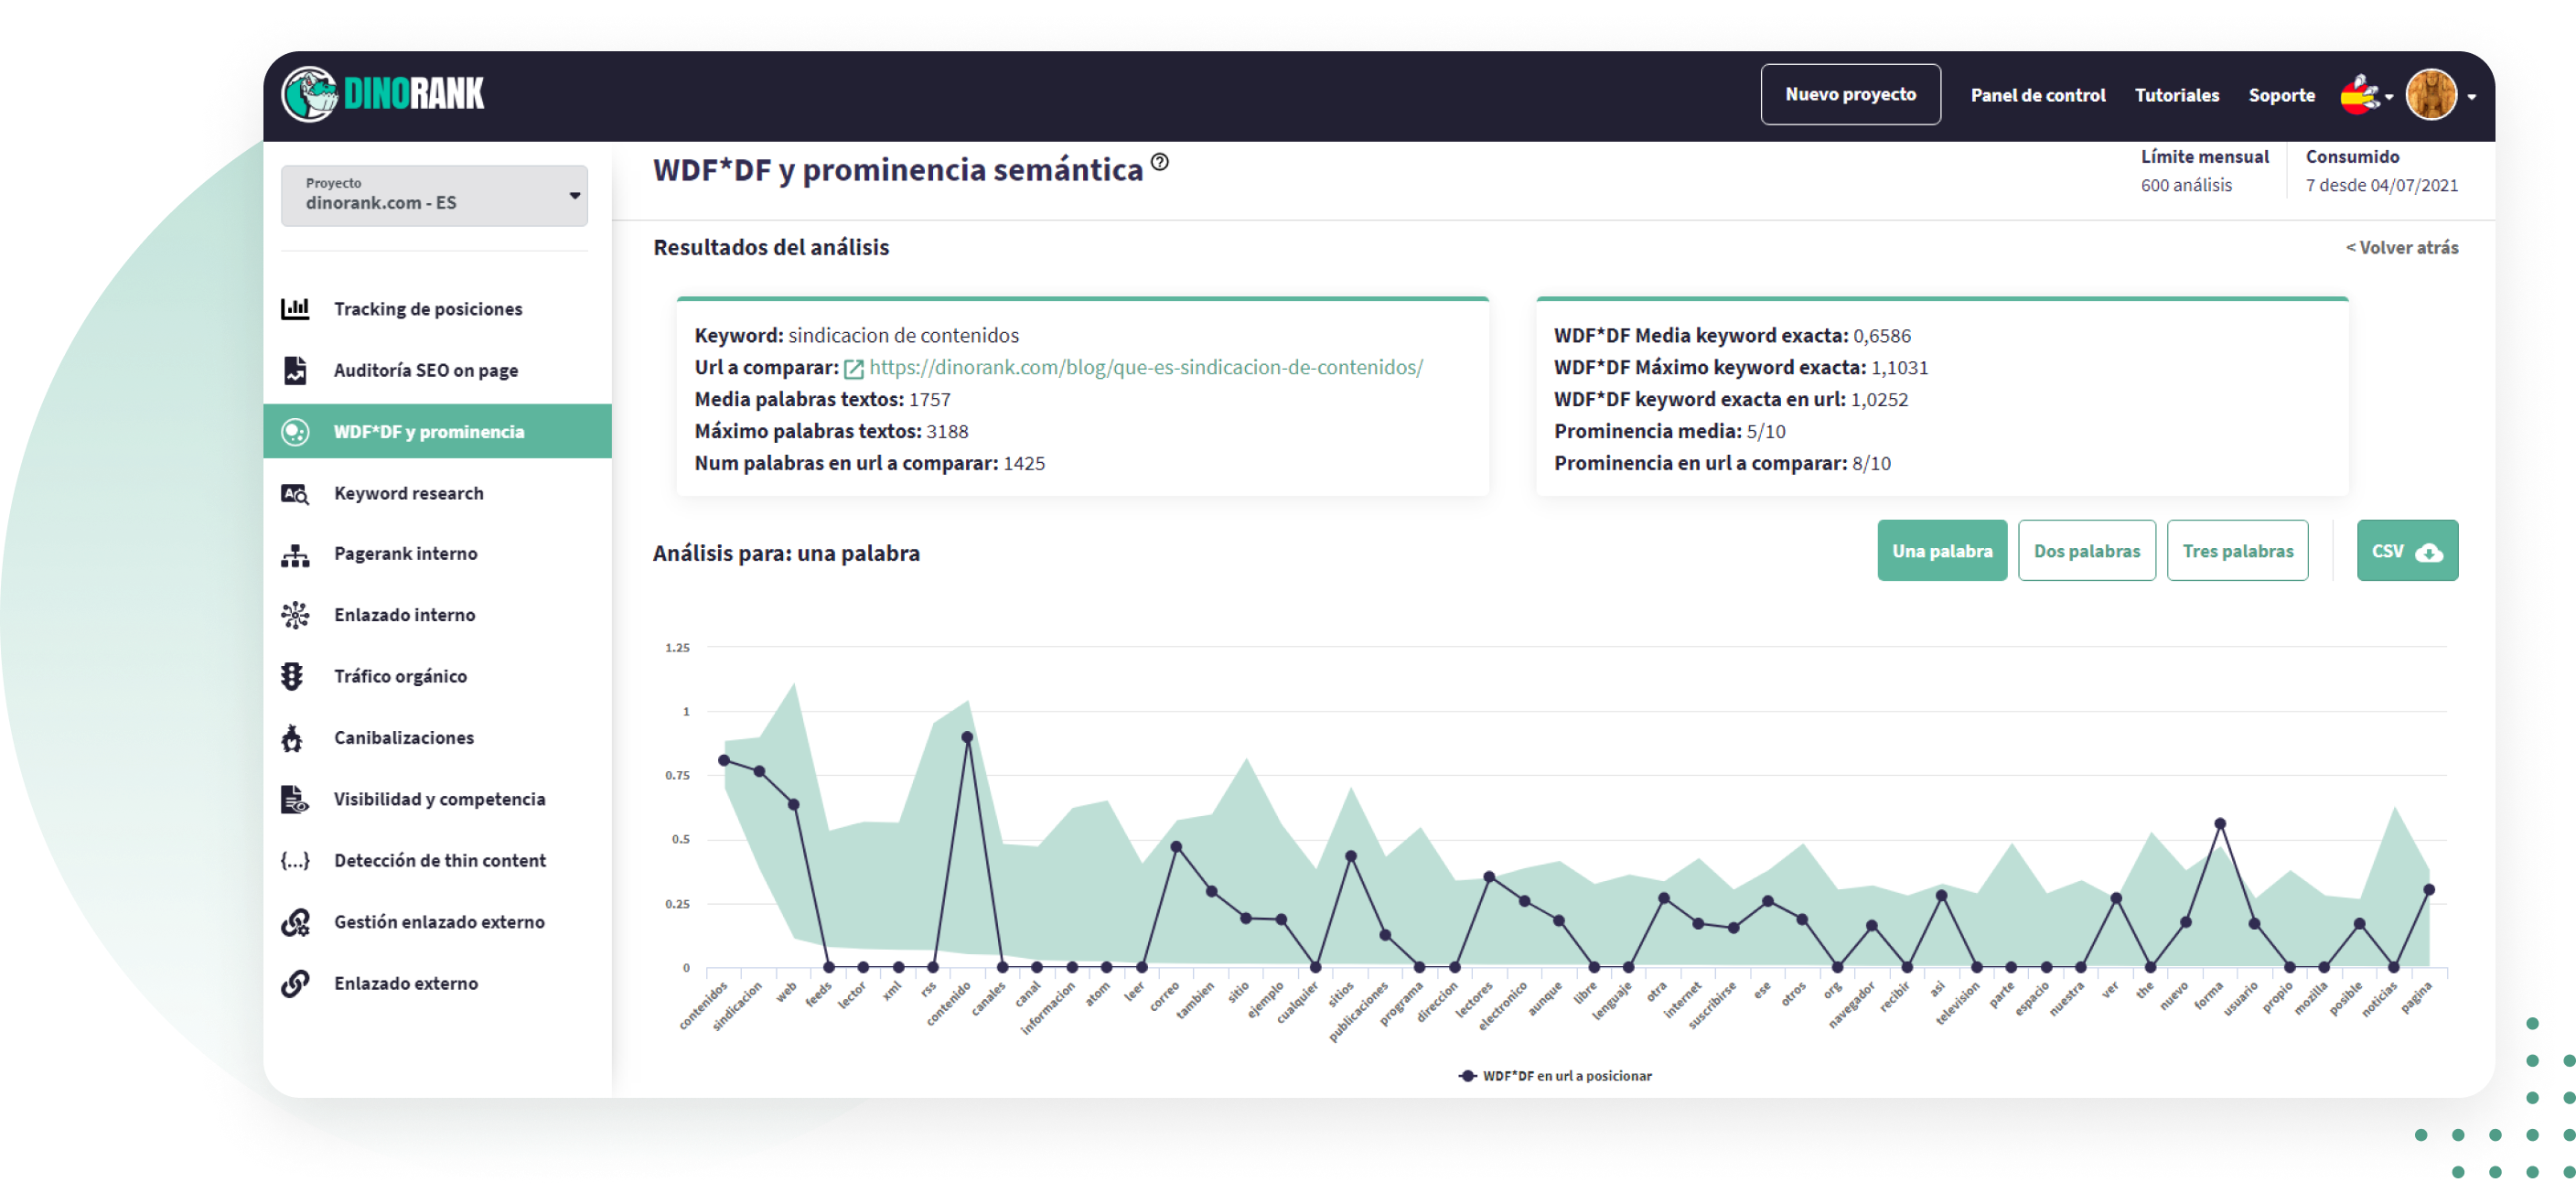 DINORANK
Nuevo proyecto
Panel de control
Tutoriales
Soporte
Proyecto
dinorank.com - ES
Tracking de posiciones
Auditoría SEO on page
WDF*DF y prominencia
Keyword research
Pagerank interno
Enlazado interno
Tráfico orgánico
Canibalizaciones
Visibilidad y competencia
{...} Detección de thin content
Gestión enlazado externo
Enlazado externo
WDF*DF y prominencia semántica ?
Límite mensual
600 análisis
Consumido
7 desde 04/07/2021
Resultados del análisis
< Volver atrás
Keyword: sindicacion de contenidos
Url a comparar: https://dinorank.com/blog/que-es-sindicacion-de-contenidos/
Media palabras textos: 1757
Máximo palabras textos: 3188
Num palabras en url a comparar: 1425
WDF*DF Media keyword exacta: 0,6586
WDF*DF Máximo keyword exacta: 1,1031
WDF*DF keyword exacta en url: 1,0252
Prominencia media: 5/10
Prominencia en url a comparar: 8/10
Análisis para: una palabra
Una palabra
Dos palabras
Tres palabras
CSV
1.25
1
0.75
0.5
0.25
0
contenidos
sindicacion
web
feeds
lector
xml
rss
contenido
canales
canal
informacion
atom
leer
correo
tambien
sitio
ejemplo
cualquier
sitios
publicaciones
programa
direccion
lectores
electronico
aunque
libre
lenguaje
otra
internet
suscribirse
ese
otros
org
navegador
recibir
asi
television
parte
espacio
nuestra
ver
the
nuevo
forma
usuario
propio
mozilla
posible
noticias
pagina
WDF*DF en url a posicionar